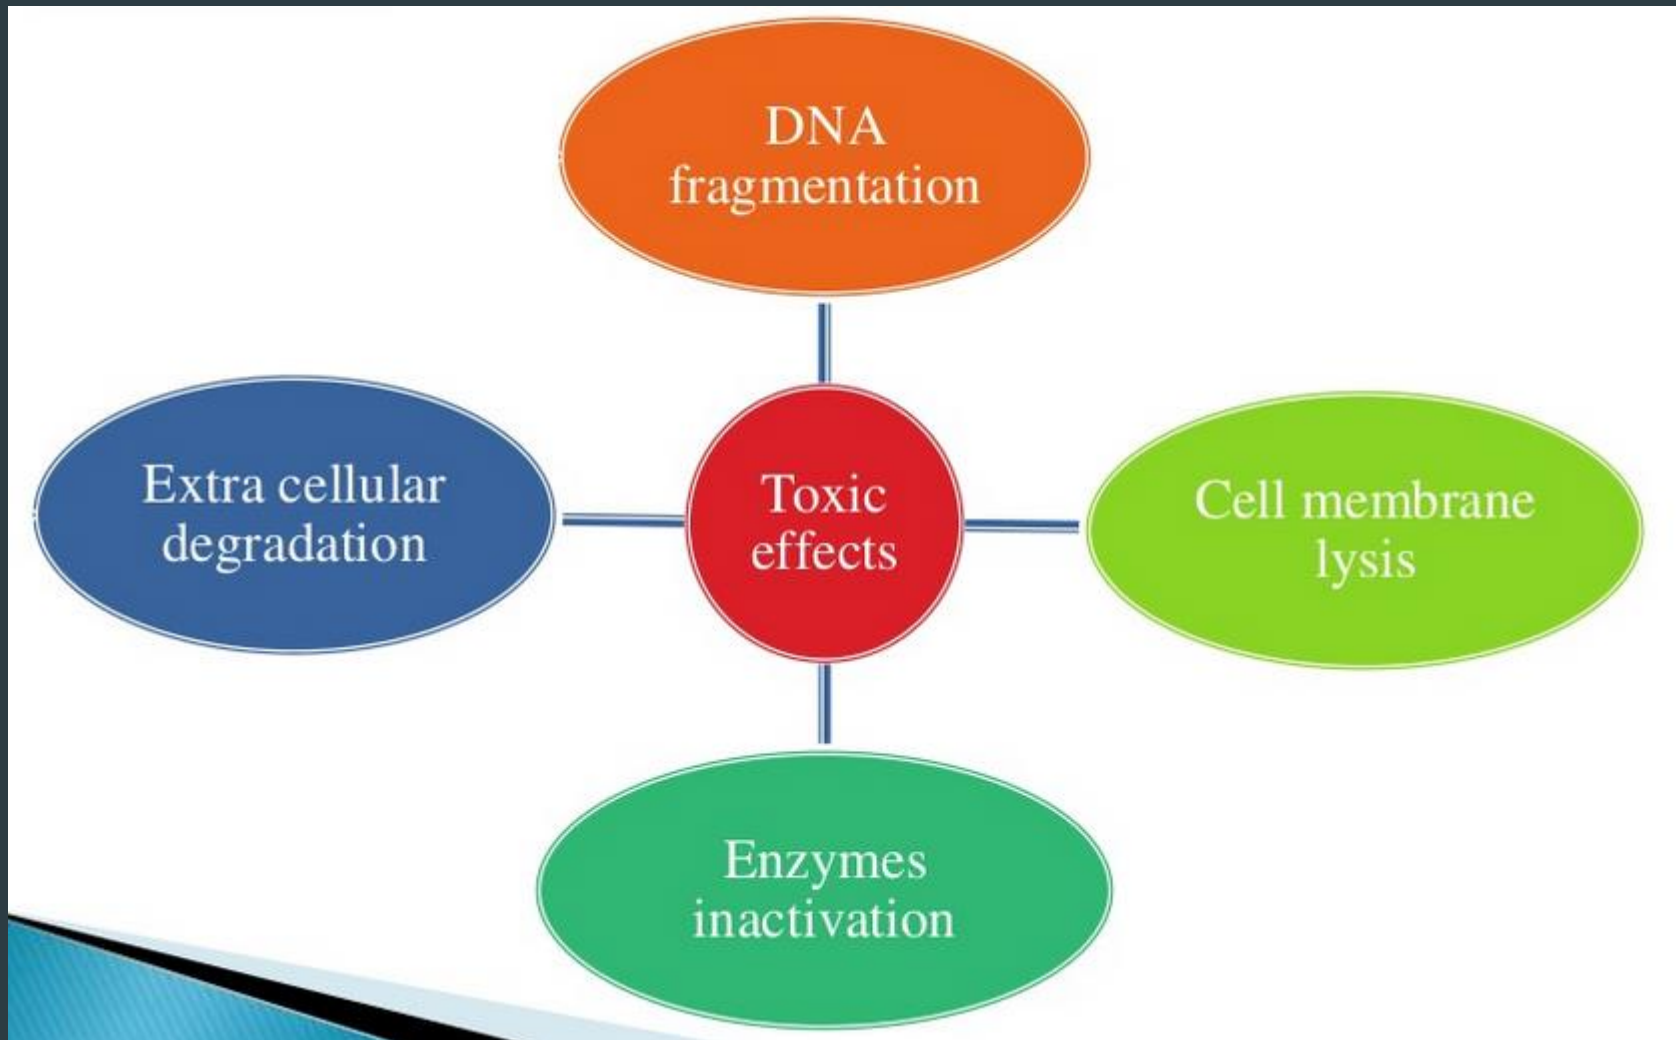 DNA
fragmentation
Extra cellular
degradation
Toxic
effects
Cell membrane
lysis
Enzymes
inactivation